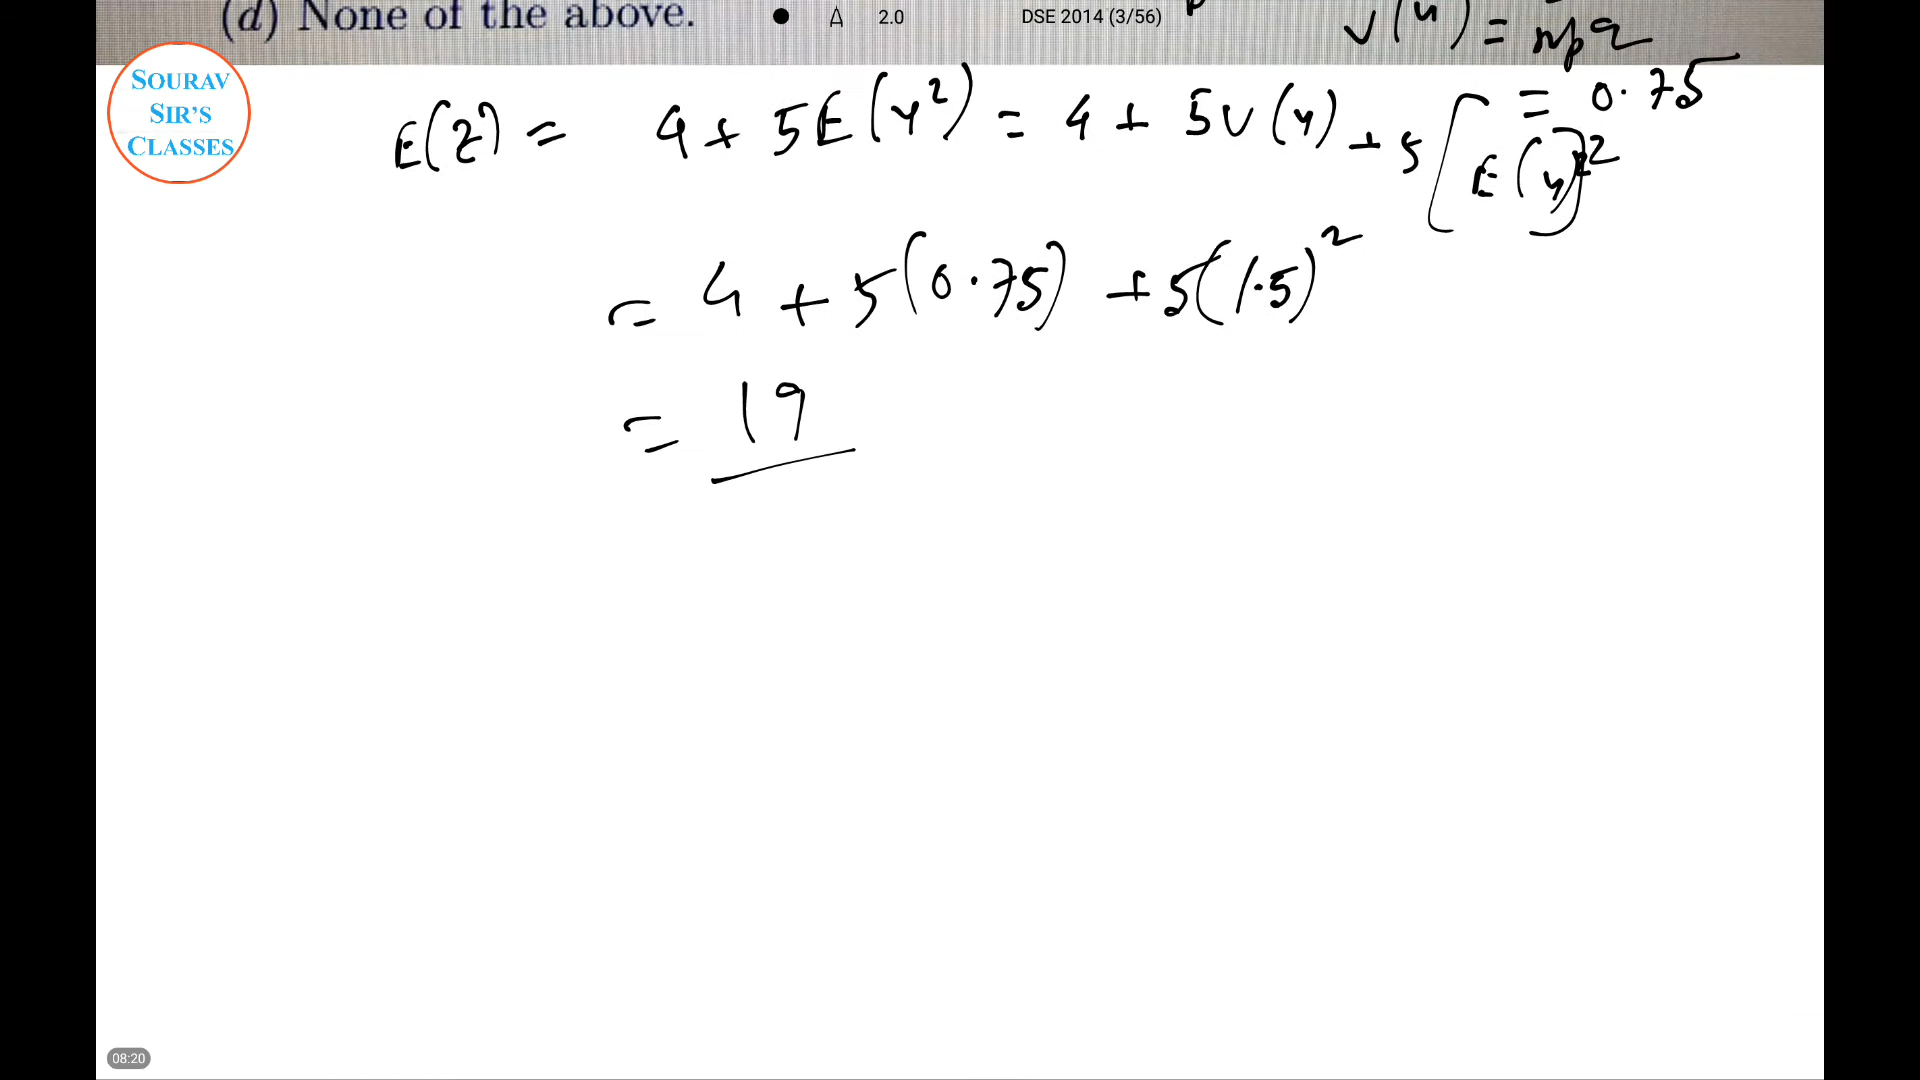 (d) None of the above.
A 2.0 DSE 2014 (3/56)
V(y) = npq
= 0.75
SOURAV
SIR'S
CLASSES
E(Z) = 4 + 5E(Y²) = 4 + 5V(Y) + 5[E(Y)]²
= 4 + 5(0.75) + 5(1.5)²
= 19
08:20